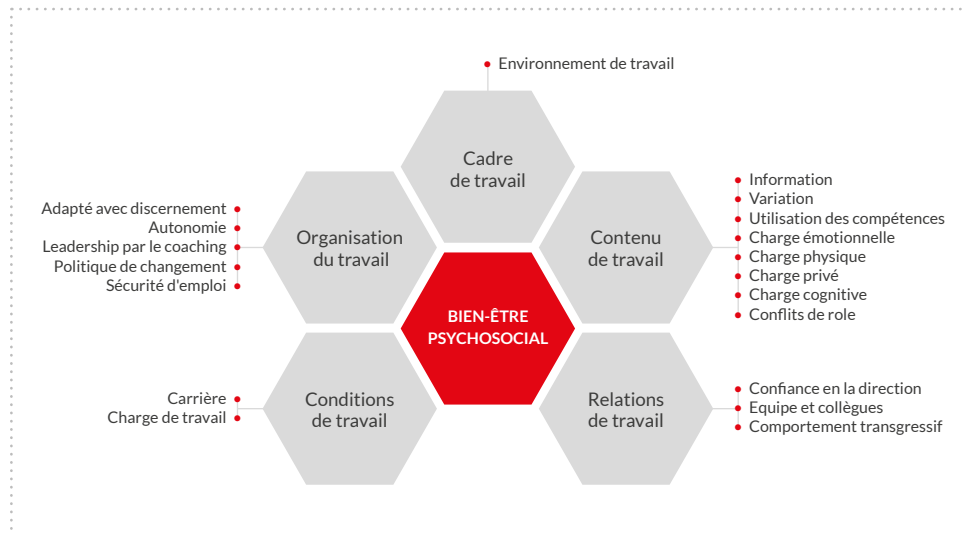 Environnement de travail
Cadre
de travail
Adapté avec discernement
Autonomie
Leadership par le coaching
Politique de changement
Sécurité d'emploi
Organisation
du travail
Contenu
de travail
Information
Variation
Utilisation des compétences
Charge émotionnelle
Charge physique
Charge privé
Charge cognitive
Conflits de role
BIEN-ÊTRE
PSYCHOSOCIAL
Carrière
Charge de travail
Conditions
de travail
Relations
de travail
Confiance en la direction
Equipe et collègues
Comportement transgressif